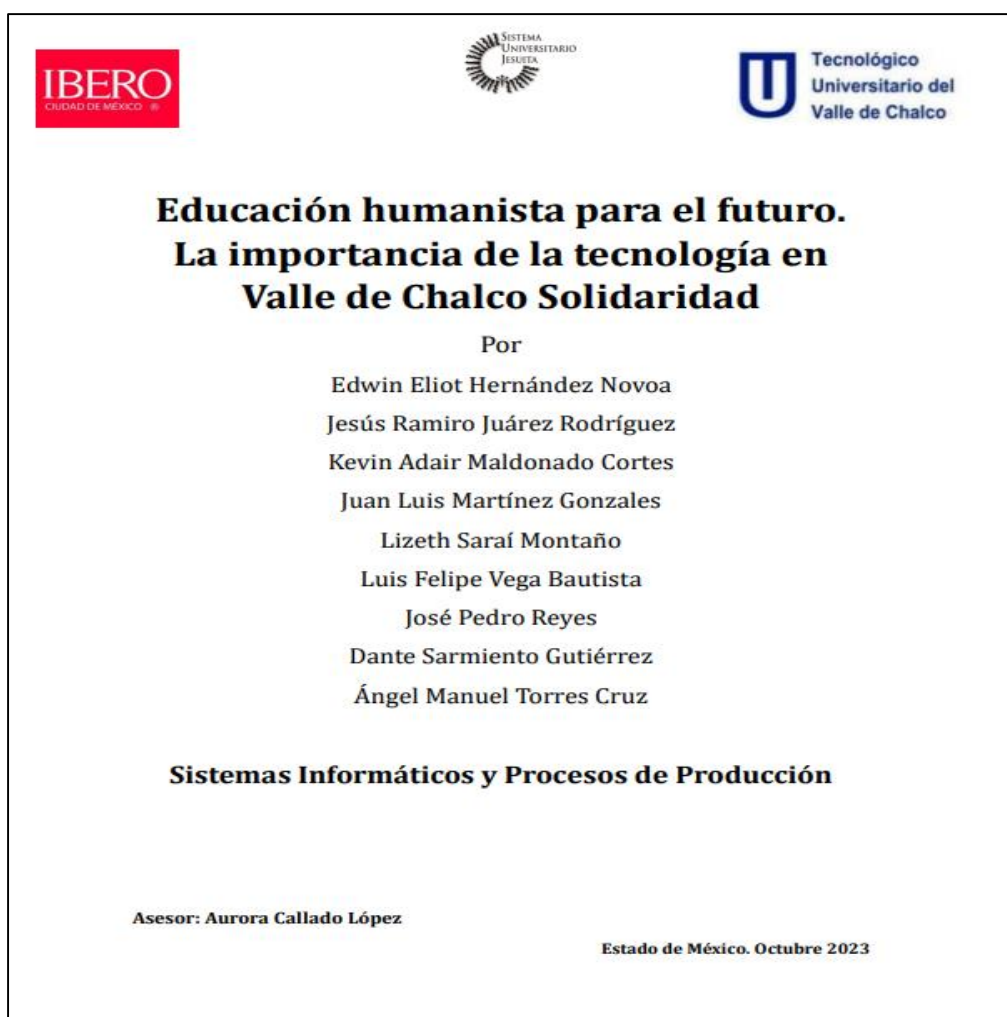 IBERO
CIUDAD DE MÉXICO ®
SISTEMA
UNIVERSITARIO
JESUITA
Tecnológico
Universitario del
Valle de Chalco
Educación humanista para el futuro.
La importancia de la tecnología en
Valle de Chalco Solidaridad
Por
Edwin Eliot Hernández Novoa
Jesús Ramiro Juárez Rodríguez
Kevin Adair Maldonado Cortes
Juan Luis Martínez Gonzales
Lizeth Saraí Montaño
Luis Felipe Vega Bautista
José Pedro Reyes
Dante Sarmiento Gutiérrez
Ángel Manuel Torres Cruz
Sistemas Informáticos y Procesos de Producción
Asesor: Aurora Callado López
Estado de México. Octubre 2023